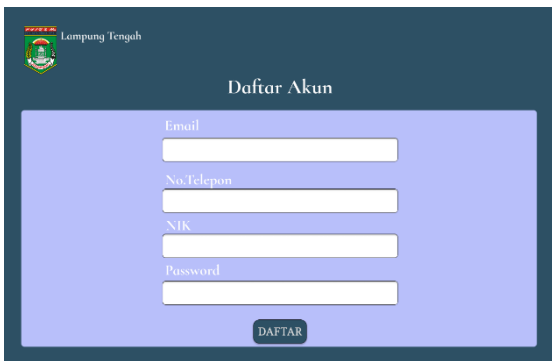 Lampung Tengah
Daftar Akun
Email
No.Telepon
NIK
Password
DAFTAR